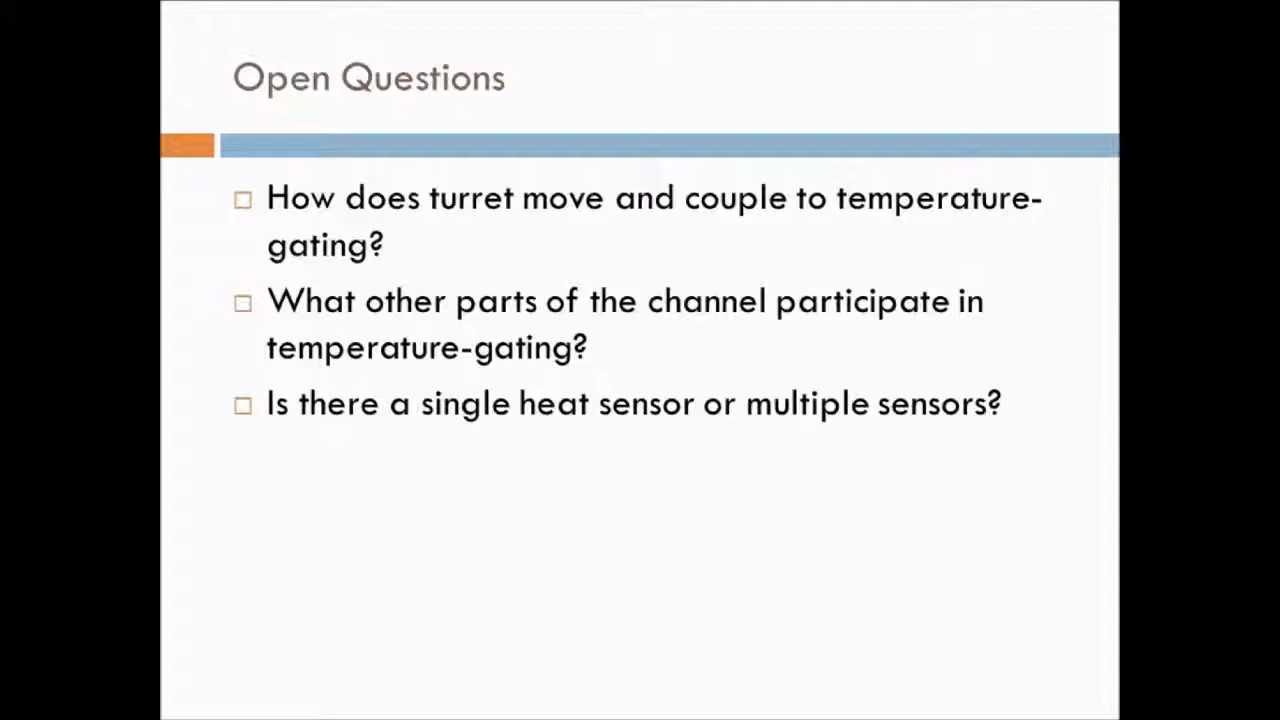 Open Questions
How does turret move and couple to temperature-
gating?
What other parts of the channel participate in
temperature-gating?
Is there a single heat sensor or multiple sensors?